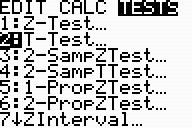 EDIT CALC TESTS
1:Z-Test…
2:T-Test…
3:2-SampZTest…
4:2-SampTTest…
5:1-PropZTest…
6:2-PropZTest…
7↓ZInterval…